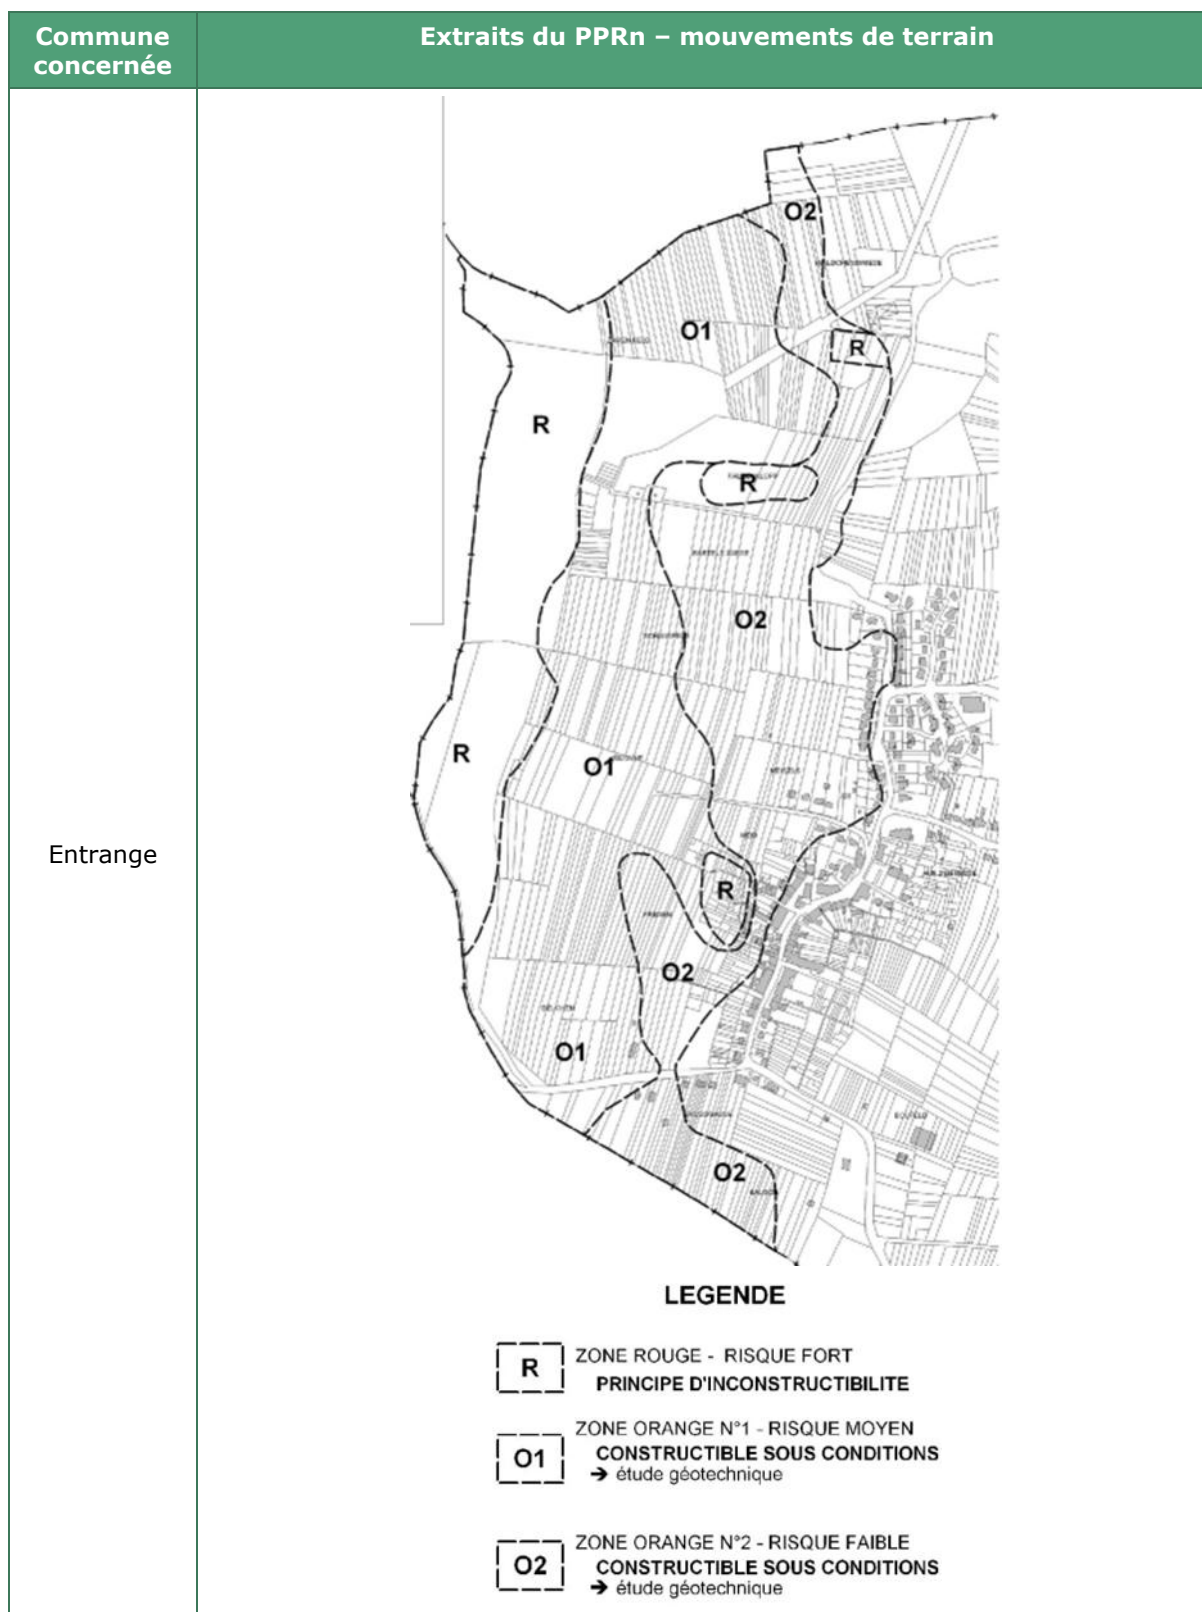 Commune
concernée
Extraits du PPRn – mouvements de terrain
Entrange
O2
O1
R
R
R
O2
R
O1
R
O2
O1
O2
LEGENDE
R
ZONE ROUGE - RISQUE FORT
PRINCIPE D'INCONSTRUCTIBILITE
O1
ZONE ORANGE N°1 - RISQUE MOYEN
CONSTRUCTIBLE SOUS CONDITIONS
➔ étude géotechnique
O2
ZONE ORANGE N°2 - RISQUE FAIBLE
CONSTRUCTIBLE SOUS CONDITIONS
➔ étude géotechnique